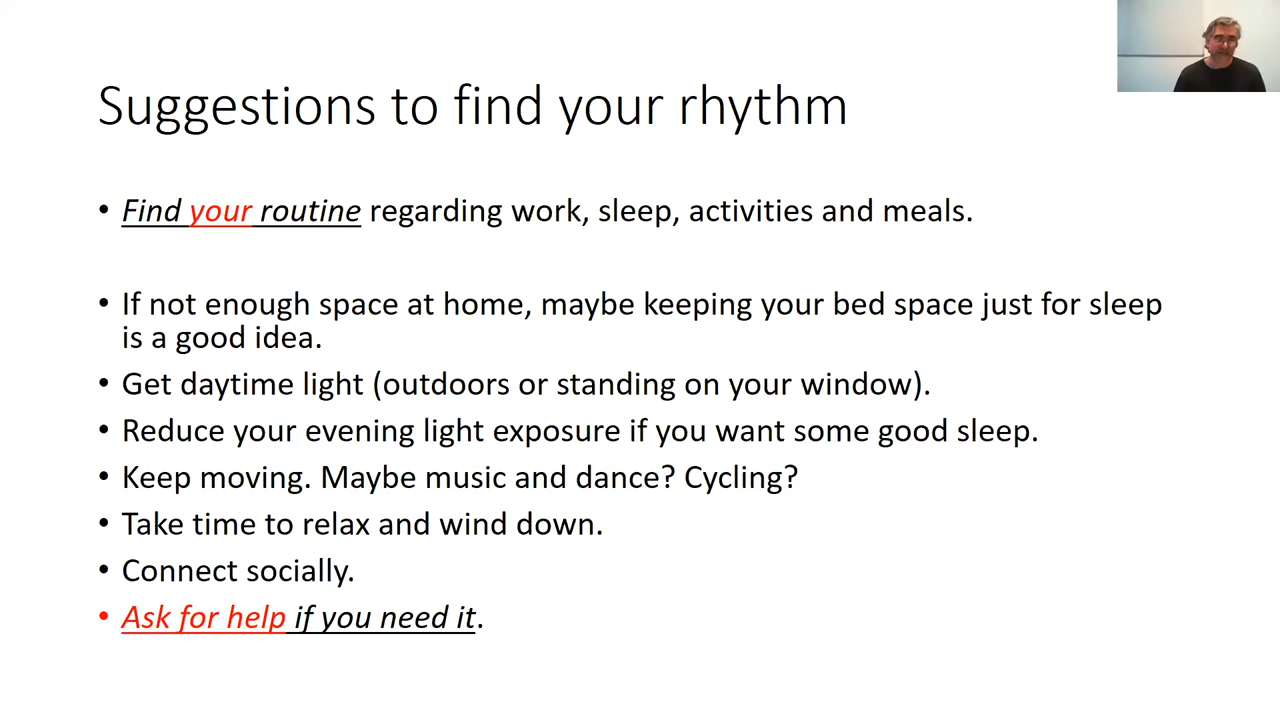 Suggestions to find your rhythm
• Find your routine regarding work, sleep, activities and meals.
• If not enough space at home, maybe keeping your bed space just for sleep
is a good idea.
• Get daytime light (outdoors or standing on your window).
• Reduce your evening light exposure if you want some good sleep.
• Keep moving. Maybe music and dance? Cycling?
• Take time to relax and wind down.
• Connect socially.
• Ask for help if you need it.